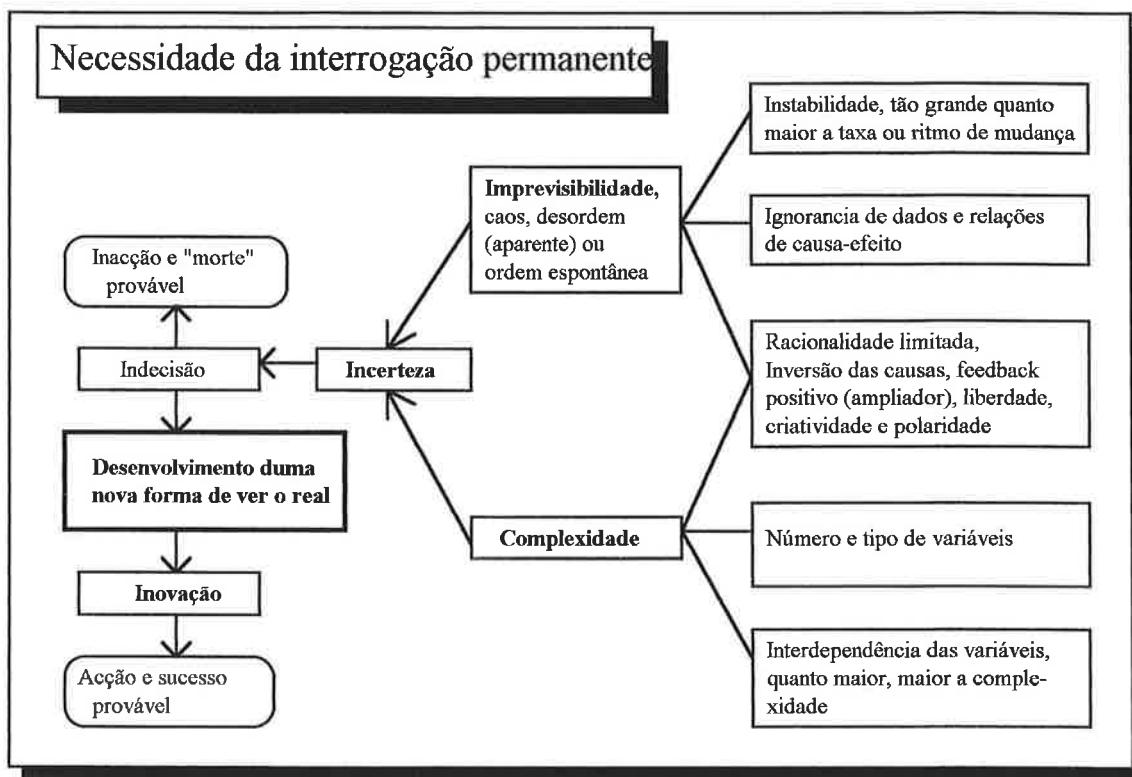 Necessidade da interrogação permanente
Instabilidade, tão grande quanto
maior a taxa ou ritmo de mudança
Imprevisibilidade,
caos, desordem
(aparente) ou
ordem espontânea
Ignorancia de dados e relações
de causa-efeito
Inacção e "morte"
provável
Racionalidade limitada,
Inversão das causas, feedback
positivo (ampliador), liberdade,
criatividade e polaridade
Indecisão
Incerteza
Desenvolvimento duma
nova forma de ver o real
Complexidade
Número e tipo de variáveis
Inovação
Interdependência das variáveis,
quanto maior, maior a comple-
xidade
Acção e sucesso
provável